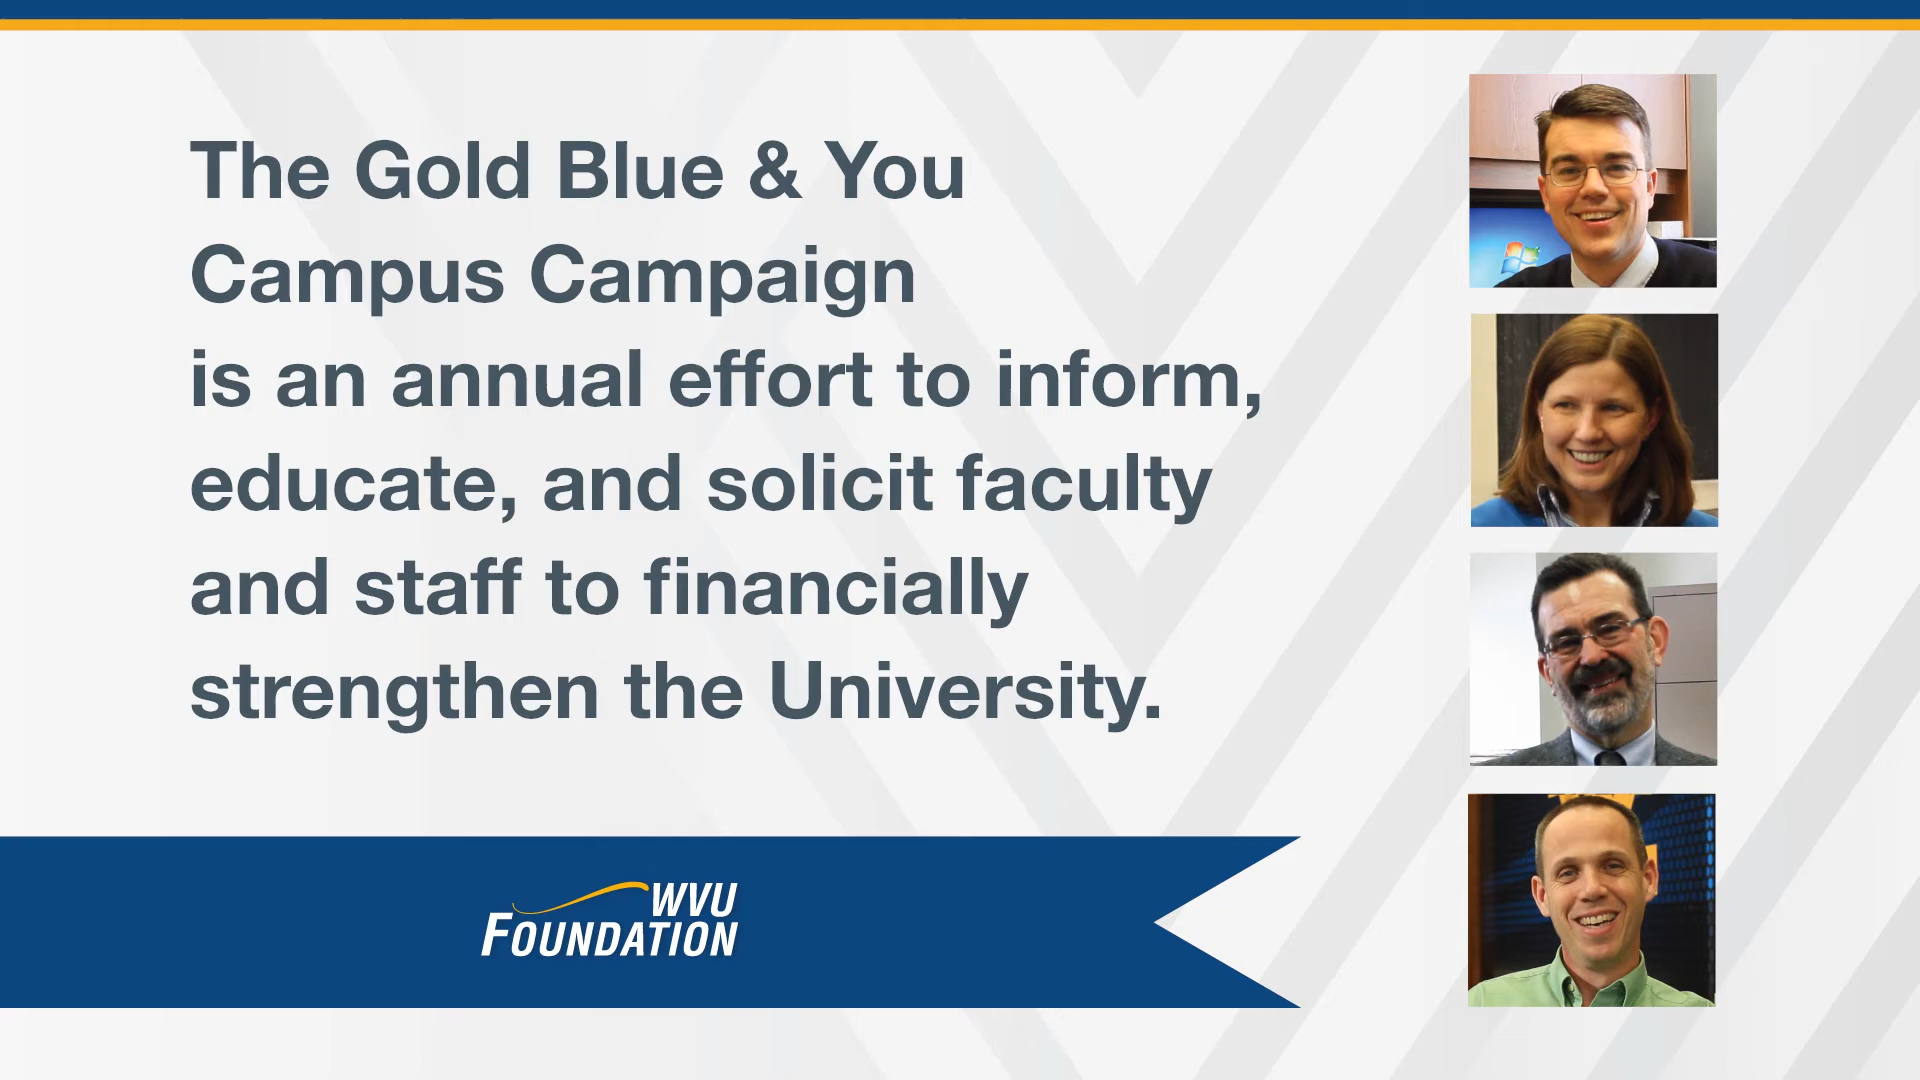 The Gold Blue & You
Campus Campaign
is an annual effort to inform,
educate, and solicit faculty
and staff to financially
strengthen the University.
WVU
FOUNDATION